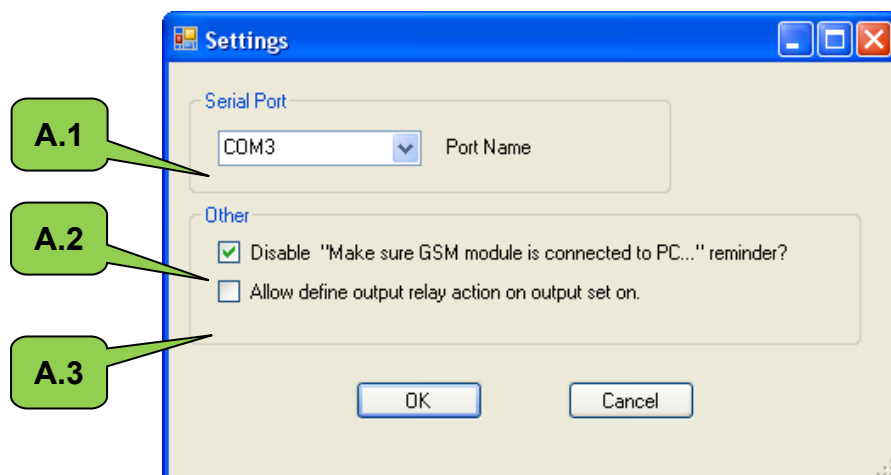 Settings
A.1
Serial Port
COM3 Port Name
A.2
Other
Disable "Make sure GSM module is connected to PC..." reminder?
Allow define output relay action on output set on.
A.3
OK Cancel